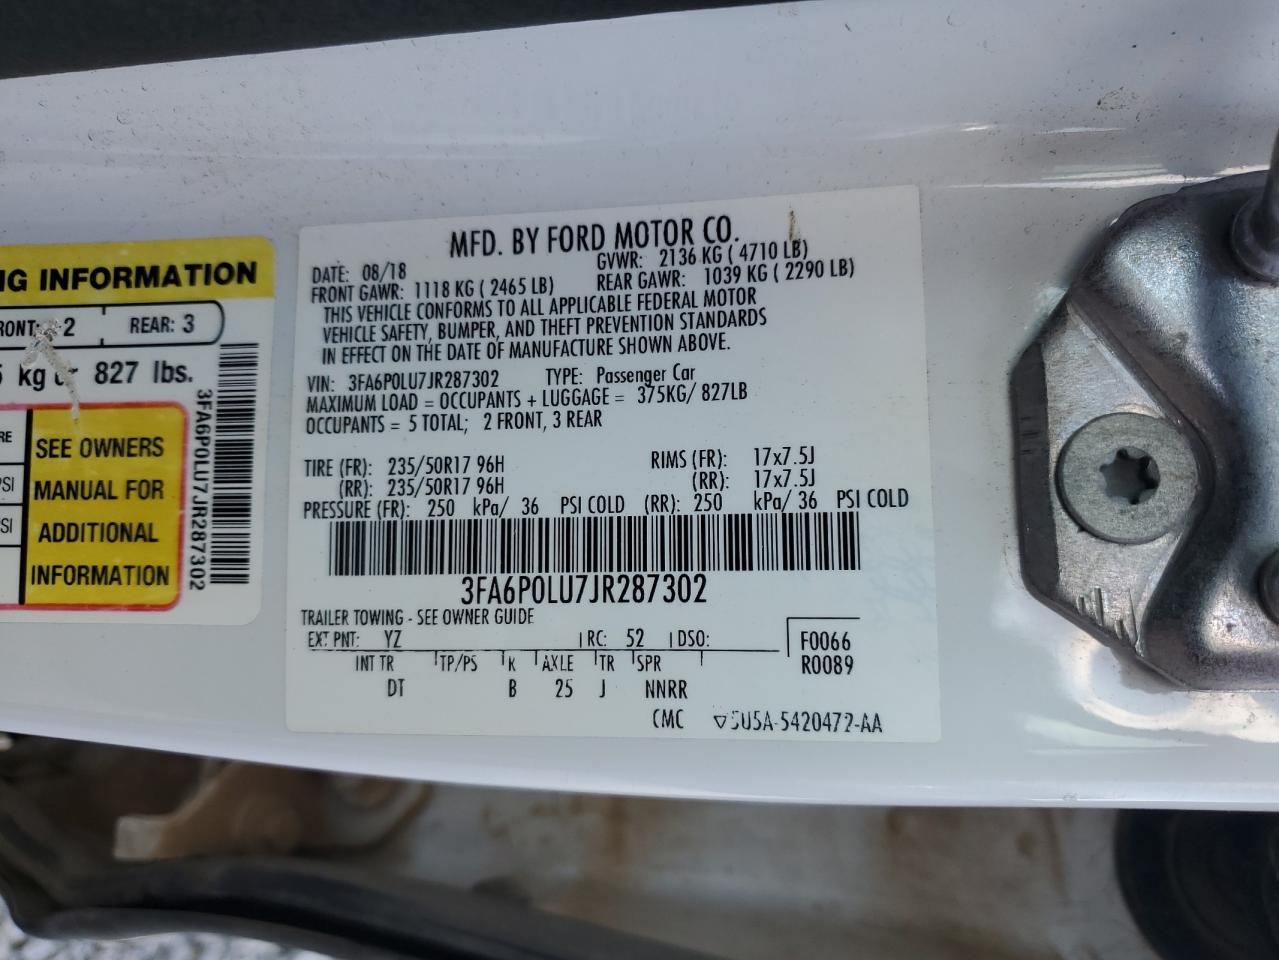 NG INFORMATION
FRONT: 2
REAR: 3
5 kg or 827 lbs.
SEE OWNERS
MANUAL FOR
ADDITIONAL
INFORMATION
PSI
PSI
3FA6P0LU7JR287302
MFD. BY FORD MOTOR CO.
DATE: 08/18 GVWR: 2136 KG ( 4710 LB)
FRONT GAWR: 1118 KG ( 2465 LB) REAR GAWR: 1039 KG ( 2290 LB)
THIS VEHICLE CONFORMS TO ALL APPLICABLE FEDERAL MOTOR
VEHICLE SAFETY, BUMPER, AND THEFT PREVENTION STANDARDS
IN EFFECT ON THE DATE OF MANUFACTURE SHOWN ABOVE.
VIN: 3FA6P0LU7JR287302 TYPE: Passenger Car
MAXIMUM LOAD = OCCUPANTS + LUGGAGE = 375KG/ 827LB
OCCUPANTS = 5 TOTAL; 2 FRONT, 3 REAR
TIRE (FR): 235/50R17 96H RIMS (FR): 17x7.5J
(RR): 235/50R17 96H (RR): 17x7.5J
PRESSURE (FR): 250 kPa/ 36 PSI COLD (RR): 250 kPa/ 36 PSI COLD
3FA6P0LU7JR287302
TRAILER TOWING - SEE OWNER GUIDE
EXT PNT: YZ RC: 52 DSO: F0066
INT TR TP/PS K AXLE TR SPR R0089
DT B 25 J NNRR
CMC 5U5A-5420472-AA